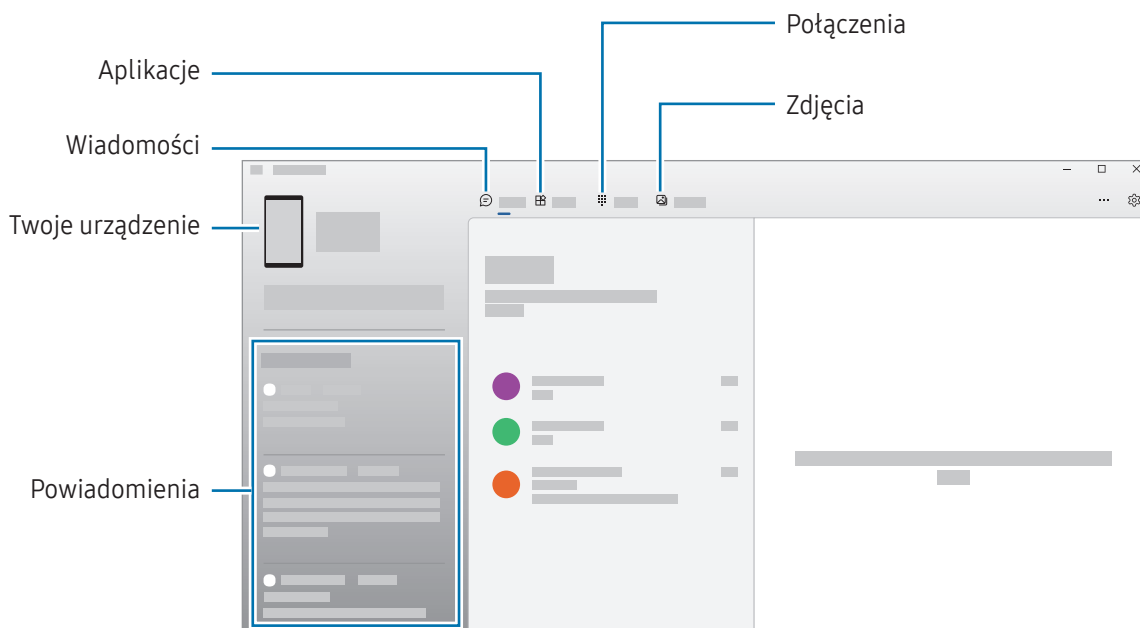 Połączenia
Aplikacje
Zdjęcia
Wiadomości
Twoje urządzenie
Powiadomienia